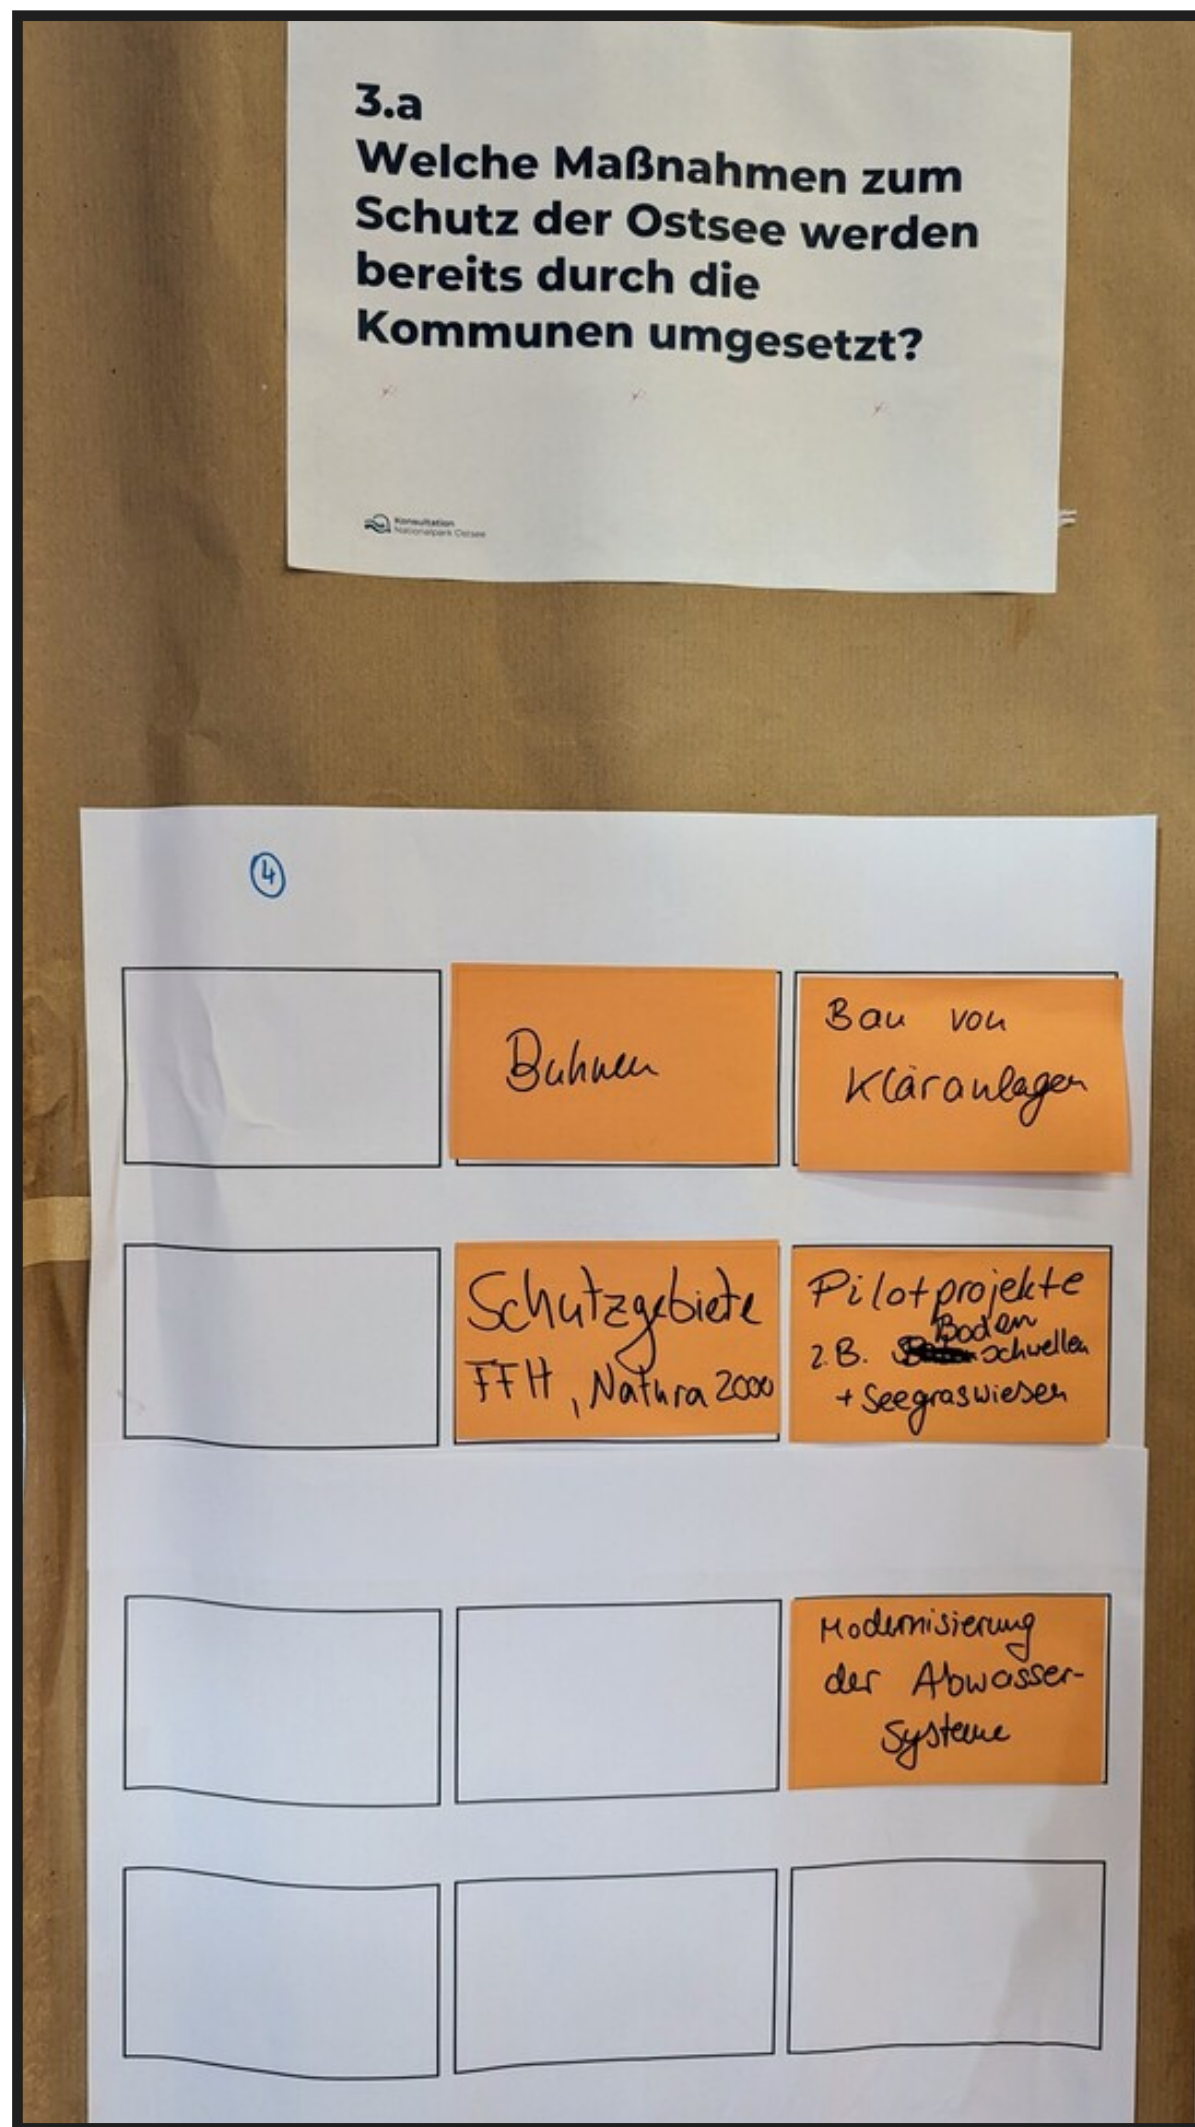 3.a
Welche Maßnahmen zum
Schutz der Ostsee werden
bereits durch die
Kommunen umgesetzt?
Konsultation
Nationalpark Ostsee
4
Buhnen
Bau von
Kläranlagen
Schutzgebiete
FFH, Natura 2000
Pilotprojekte
Boden
z.B. schwellen
+ Seegraswiesen
Modernisierung
der Abwasser-
systeme